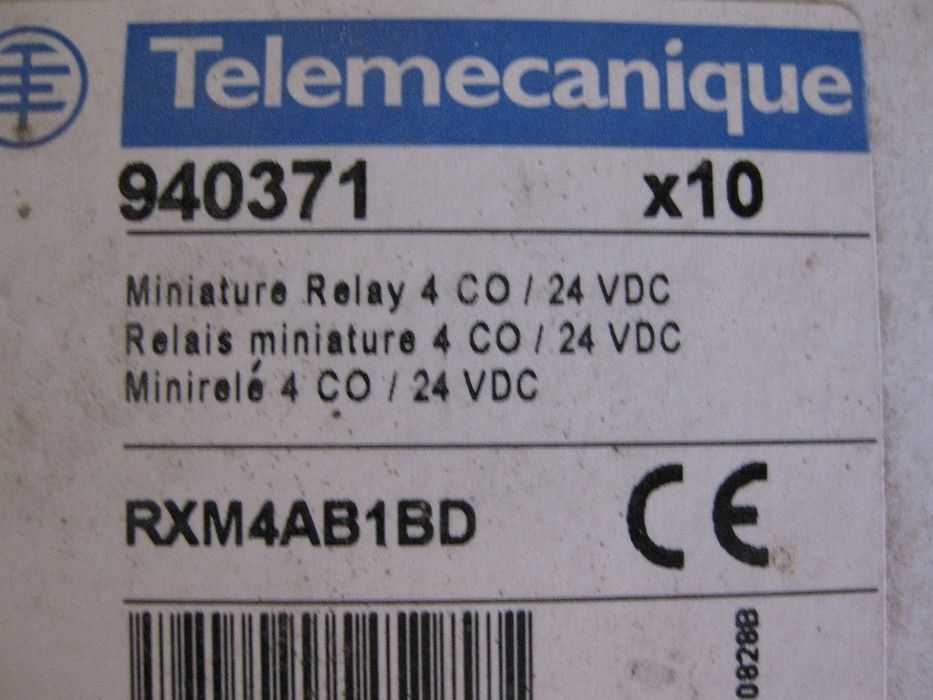 Telemecanique
940371 x10
Miniature Relay 4 CO / 24 VDC
Relais miniature 4 CO / 24 VDC
Minirelé 4 CO / 24 VDC
RXM4AB1BD CE
0828B